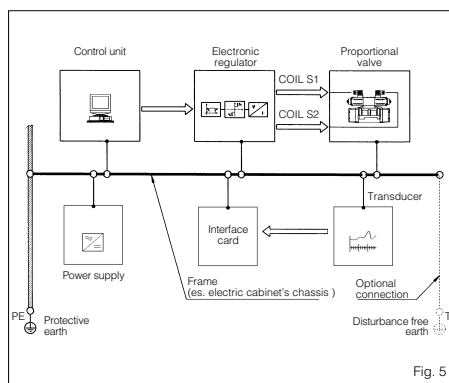 Control unit
Electronic
regulator
Proportional
valve
COIL S1
COIL S2
Transducer
Interface
card
Power supply
Frame
(es. electric cabinet's chassis )
Optional
connection
PE
Protective
earth
T
Disturbance free
earth
Fig. 5